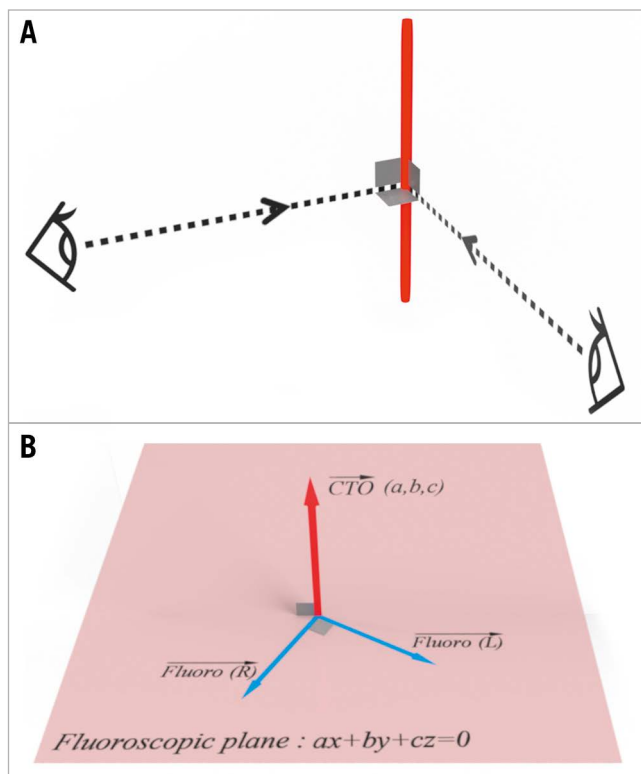 A
B
CTO (a,b,c)
Fluoro (R)
Fluoro (L)
Fluoroscopic plane : ax+by+cz=0